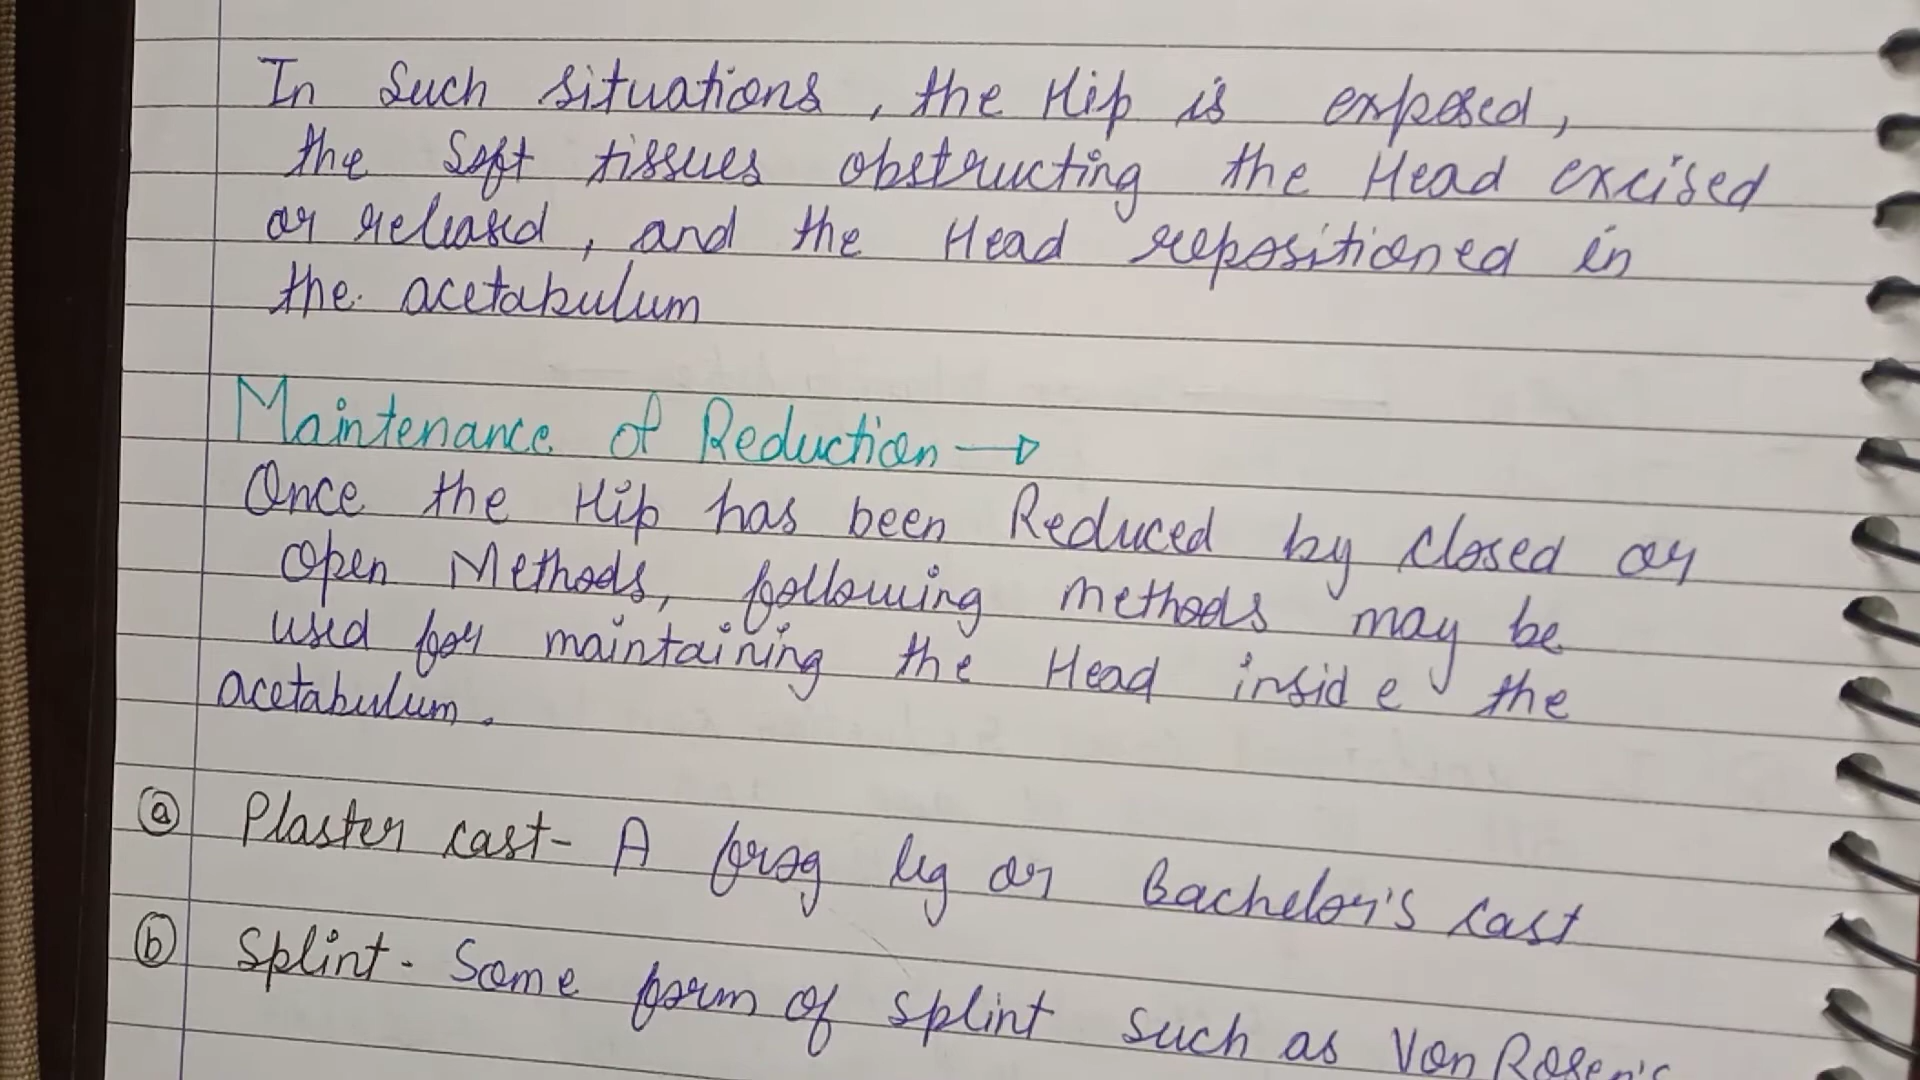 In Such situations, the Hip is exposed,
the Soft tissues obstructing the Head excised
or released, and the Head repositioned in
the acetabulum
Maintenance of Reduction →
Once the Hip has been Reduced by closed or
open Methods, following methods may be
used for maintaining the Head inside the
acetabulum.
ⓐ Plaster cast - A frog leg or Bachelor's cast
ⓑ Splint - Some form of splint such as Von Rosen's